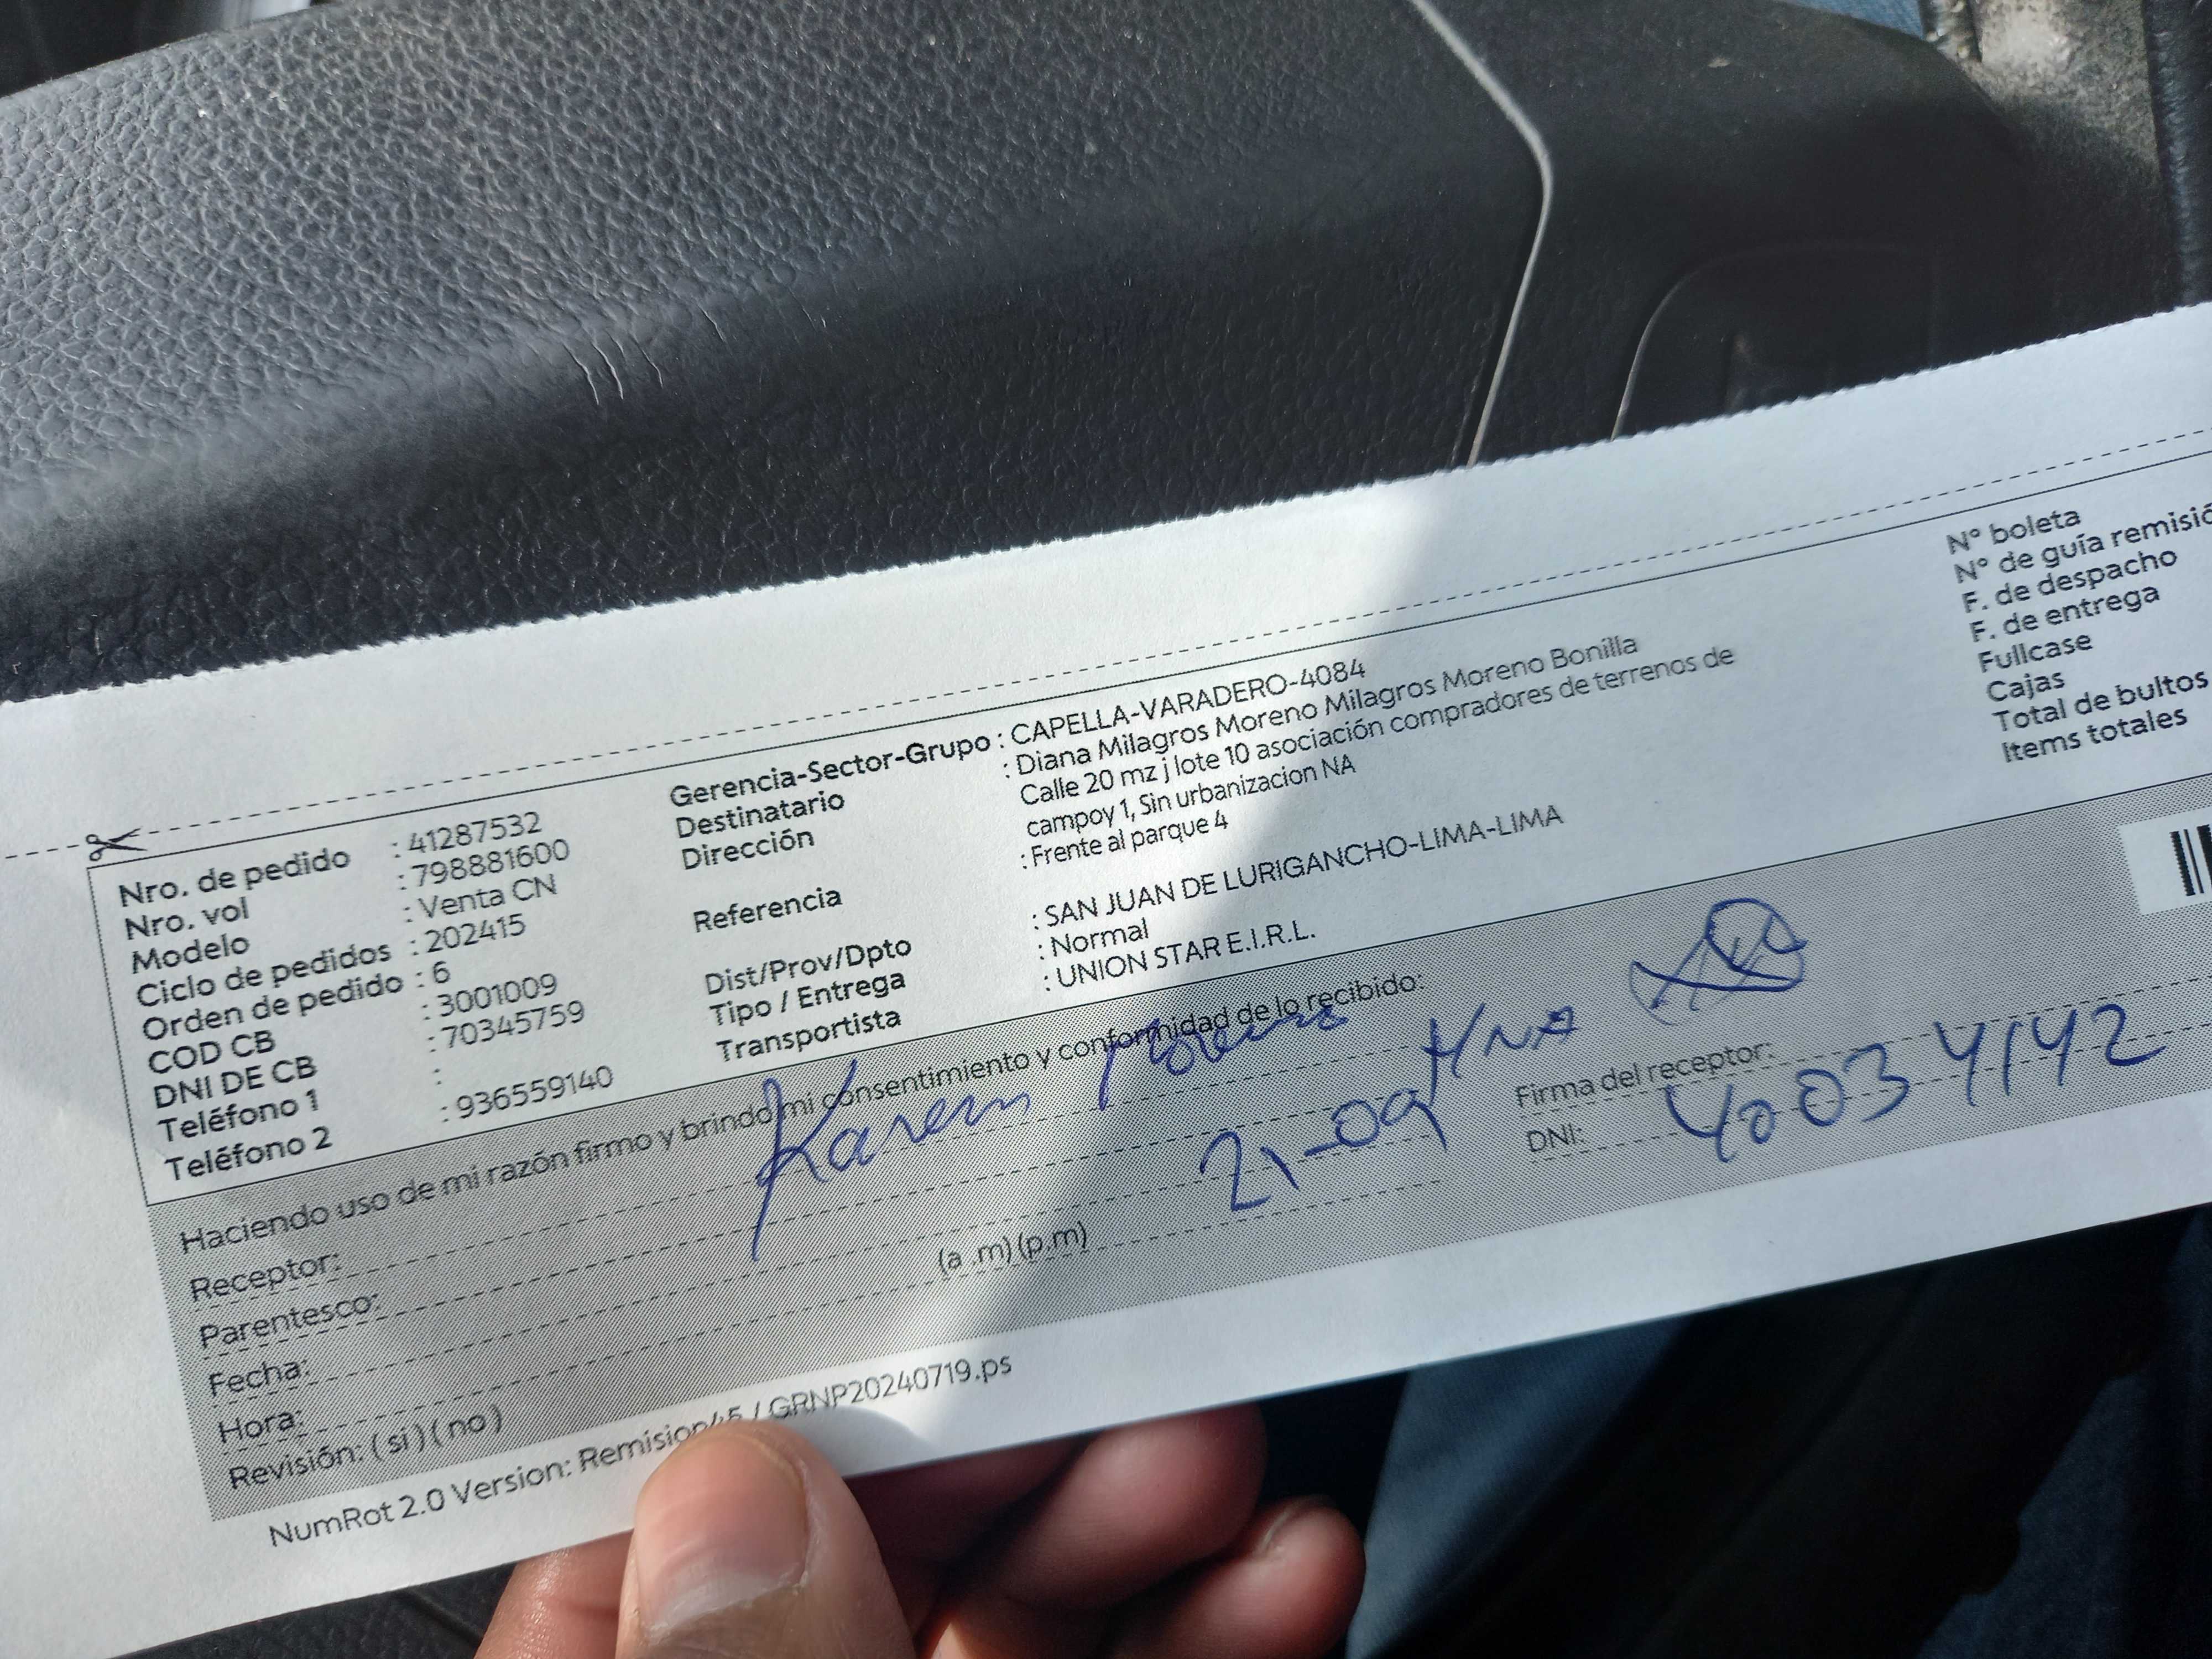 Nro. de pedido : 41287532
Nro. vol : 798881600
Modelo : Venta CN
Ciclo de pedidos : 202415
Orden de pedido : 6
COD CB : 3001009
DNI DE CB : 70345759
Teléfono 1 :
Teléfono 2 : 936559140
Gerencia-Sector-Grupo : CAPELLA-VARADERO-4084
Destinatario : Diana Milagros Moreno Milagros Moreno Bonilla
Dirección : Calle 20 mz j lote 10 asociación compradores de terrenos de
campoy 1, Sin urbanizacion NA
Referencia : Frente al parque 4
Dist/Prov/Dpto : SAN JUAN DE LURIGANCHO-LIMA-LIMA
Tipo / Entrega : Normal
Transportista : UNION STAR E.I.R.L.
N° boleta
N° de guía remisió
F. de despacho
F. de entrega
Fullcase
Cajas
Total de bultos
Items totales
Haciendo uso de mi razón firmo y brindo mi consentimiento y conformidad de lo recibido:
Receptor: Karem
Parentesco: HNA
Fecha: 21-09
Hora: (a .m) (p.m)
Revisión: ( si ) ( no )
Firma del receptor:
DNI: 40034142
NumRot 2.0 Version: Remision45 / GRNP20240719.ps